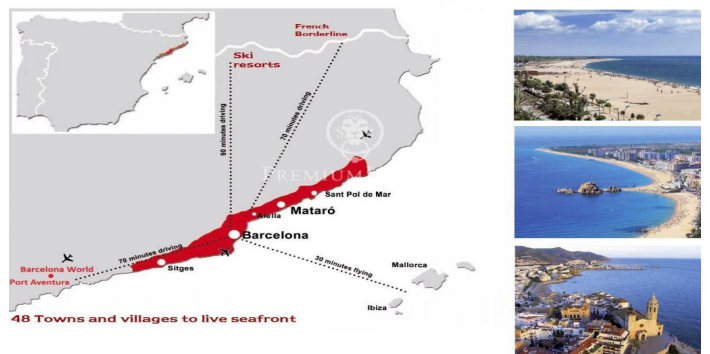 French
Borderline
Ski
resorts
90 minutes driving
70 minutes driving
PREMIUM
Sant Pol de Mar
Alella
Mataró
Barcelona
70 minutes driving
30 minutes flying
Barcelona World
Port Aventura
Sitges
Mallorca
Ibiza
48 Towns and villages to live seafront